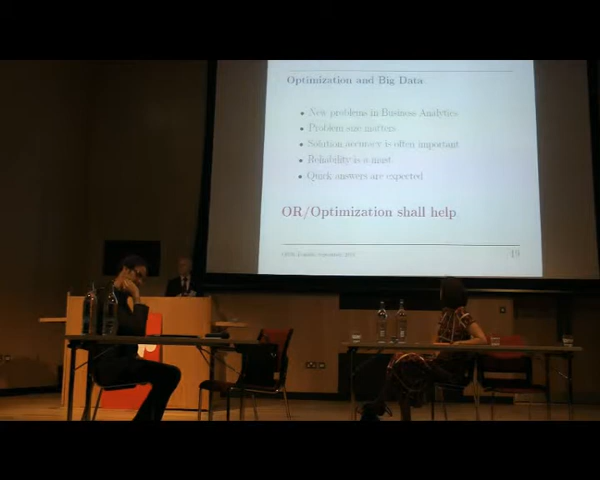 Optimization and Big Data
• New problems in Business Analytics
• Problem size matters
• Solution accuracy is often important
• Reliability is a must
• Quick answers are expected
OR/Optimization shall help
19